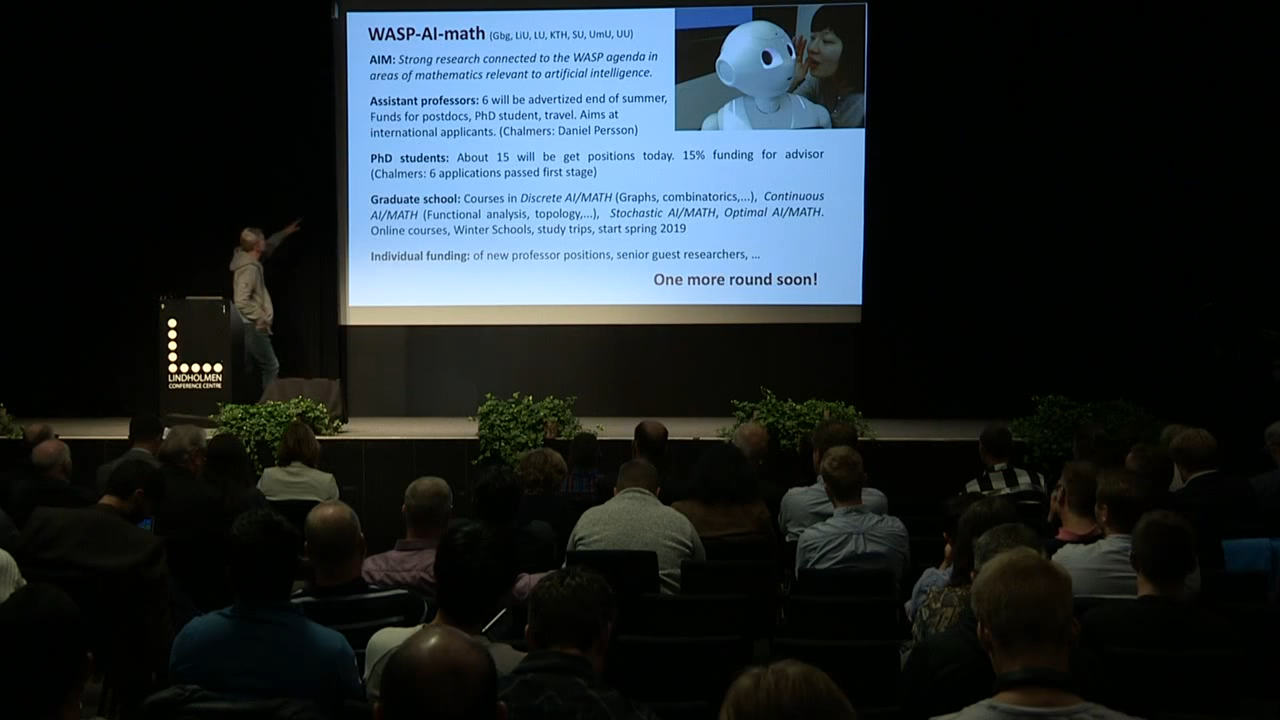 WASP-AI-math (Gbg, LiU, LU, KTH, SU, UmU, UU)
AIM: Strong research connected to the WASP agenda in
areas of mathematics relevant to artificial intelligence.
Assistant professors: 6 will be advertized end of summer,
Funds for postdocs, PhD student, travel. Aims at
international applicants. (Chalmers: Daniel Persson)
PhD students: About 15 will be get positions today. 15% funding for advisor
(Chalmers: 6 applications passed first stage)
Graduate school: Courses in Discrete AI/MATH (Graphs, combinatorics,...), Continuous
AI/MATH (Functional analysis, topology,...), Stochastic AI/MATH, Optimal AI/MATH.
Online courses, Winter Schools, study trips, start spring 2019
Individual funding: of new professor positions, senior guest researchers, ...
One more round soon!
LINDHOLMEN
CONFERENCE CENTRE